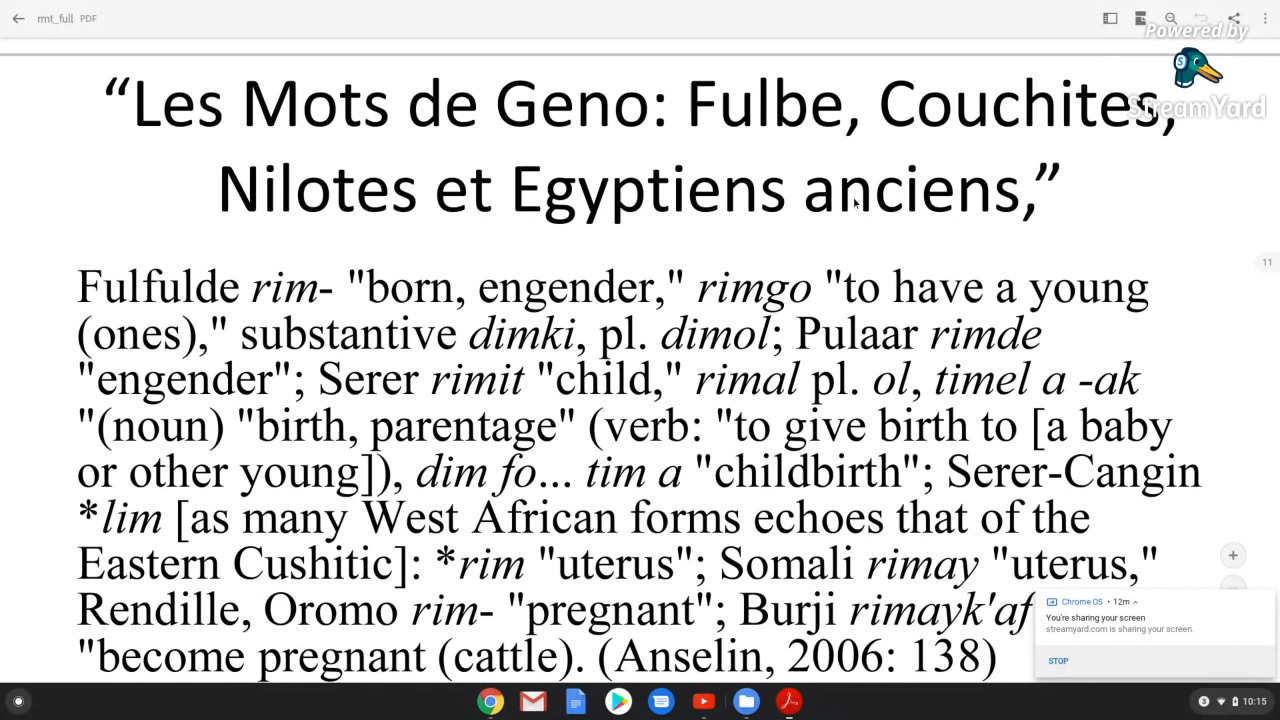 rmt_full PDF
Powered by
StreamYard
“Les Mots de Geno: Fulbe, Couchites,
Nilotes et Egyptiens anciens,”
11
Fulfulde rim- "born, engender," rimgo "to have a young
(ones)," substantive dimki, pl. dimol; Pulaar rimde
"engender"; Serer rimit "child," rimal pl. ol, timel a -ak
"(noun) "birth, parentage" (verb: "to give birth to [a baby
or other young]), dim fo... tim a "childbirth"; Serer-Cangin
*lim [as many West African forms echoes that of the
Eastern Cushitic]: *rim "uterus"; Somali rimay "uterus,"
Rendille, Oromo rim- "pregnant"; Burji rimayk'af
"become pregnant (cattle). (Anselin, 2006: 138)
Chrome OS • 12m
You're sharing your screen
streamyard.com is sharing your screen.
STOP
3
10:15